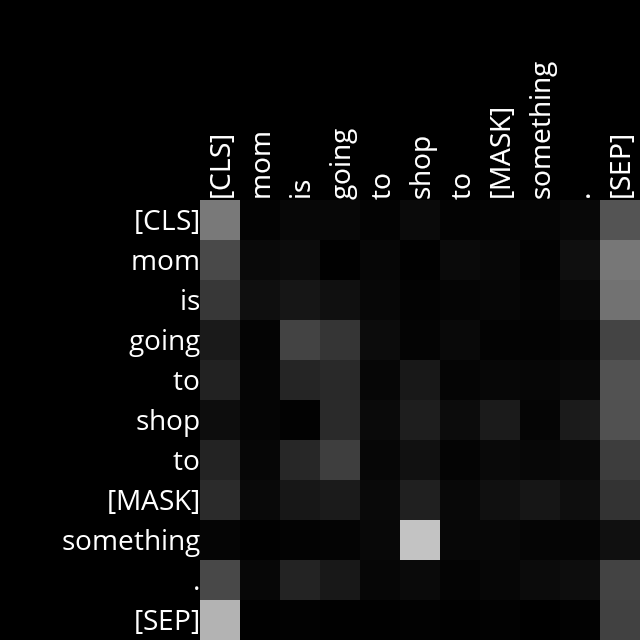 [CLS] mom is going to shop to [MASK] something . [SEP]
[CLS]
mom
is
going
to
shop
to
[MASK]
something
.
[SEP]